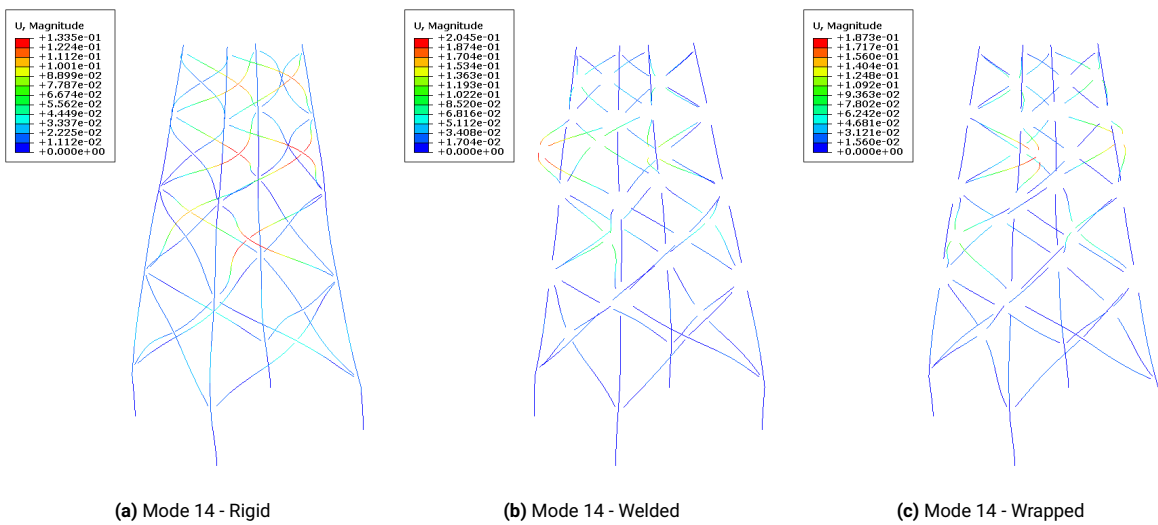 U, Magnitude
+1.335e-01
+1.224e-01
+1.112e-01
+1.001e-01
+8.899e-02
+7.787e-02
+6.674e-02
+5.562e-02
+4.449e-02
+3.337e-02
+2.225e-02
+1.112e-02
+0.000e+00
U, Magnitude
+2.045e-01
+1.874e-01
+1.704e-01
+1.534e-01
+1.363e-01
+1.193e-01
+1.022e-01
+8.520e-02
+6.816e-02
+5.112e-02
+3.408e-02
+1.704e-02
+0.000e+00
U, Magnitude
+1.873e-01
+1.717e-01
+1.560e-01
+1.404e-01
+1.248e-01
+1.092e-01
+9.363e-02
+7.802e-02
+6.242e-02
+4.681e-02
+3.121e-02
+1.560e-02
+0.000e+00
(a) Mode 14 - Rigid
(b) Mode 14 - Welded
(c) Mode 14 - Wrapped